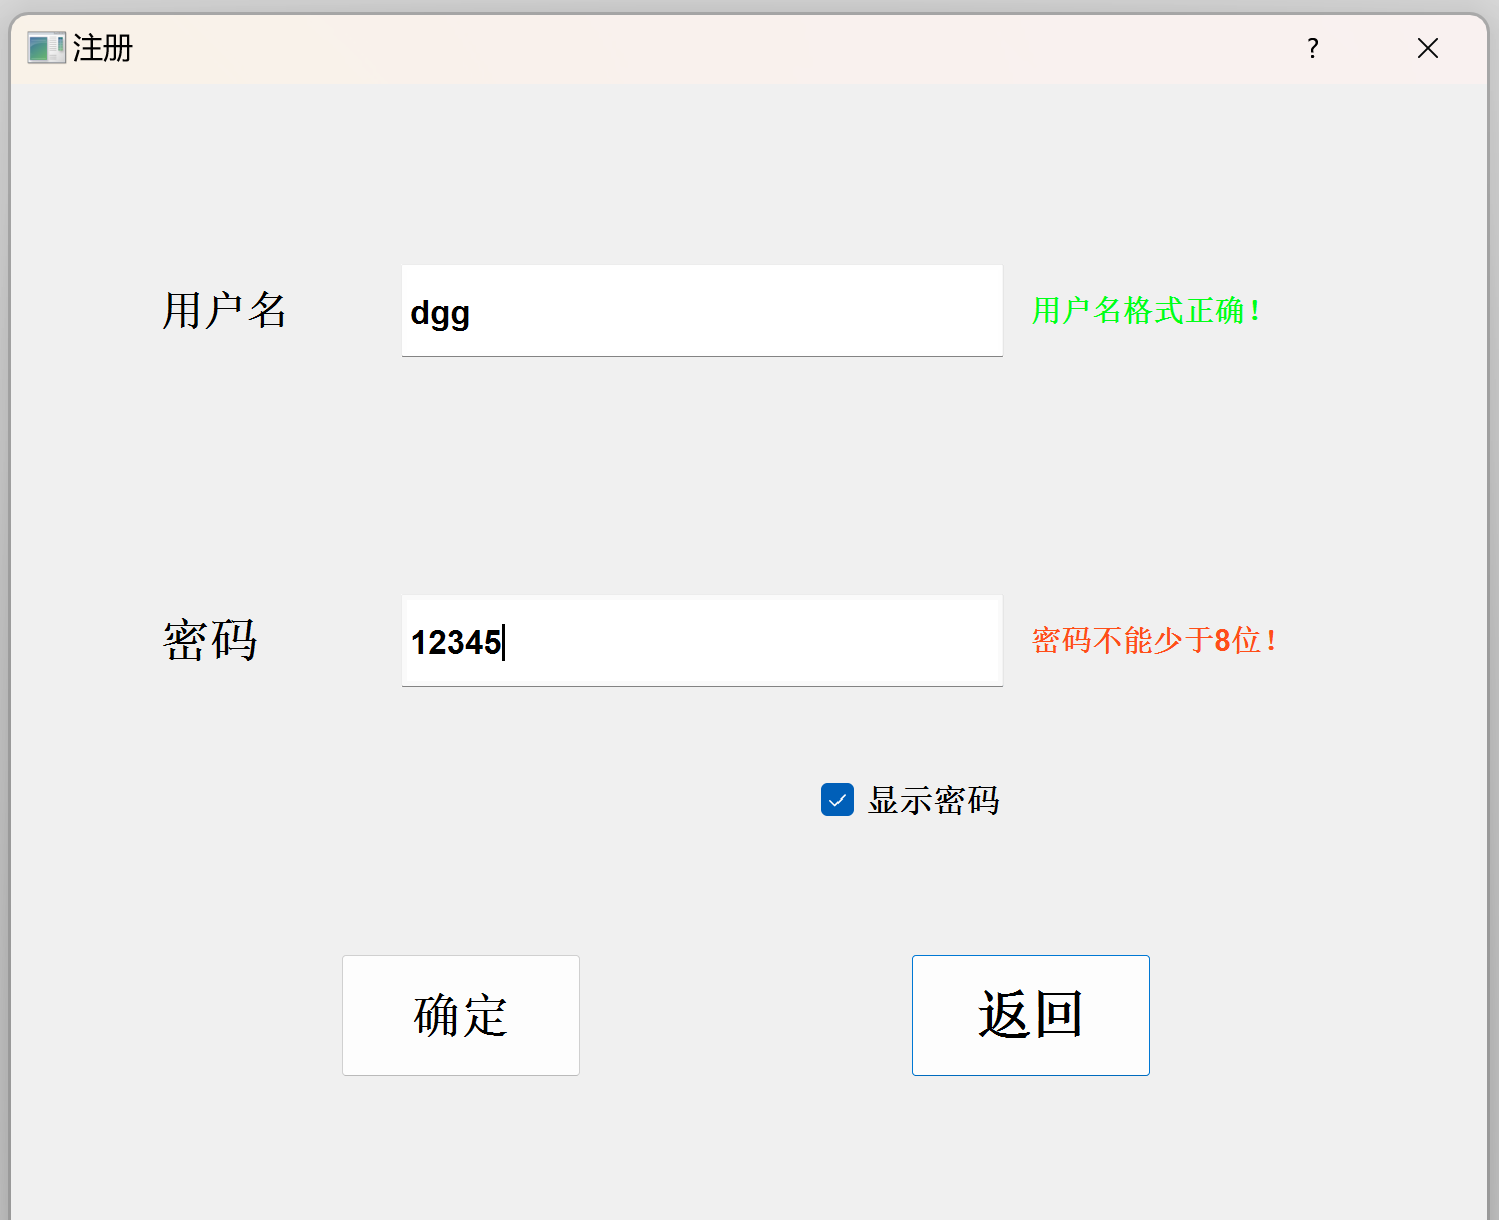 注册
?
用户名
dgg
用户名格式正确！
密码
12345
密码不能少于8位！
显示密码
确定
返回